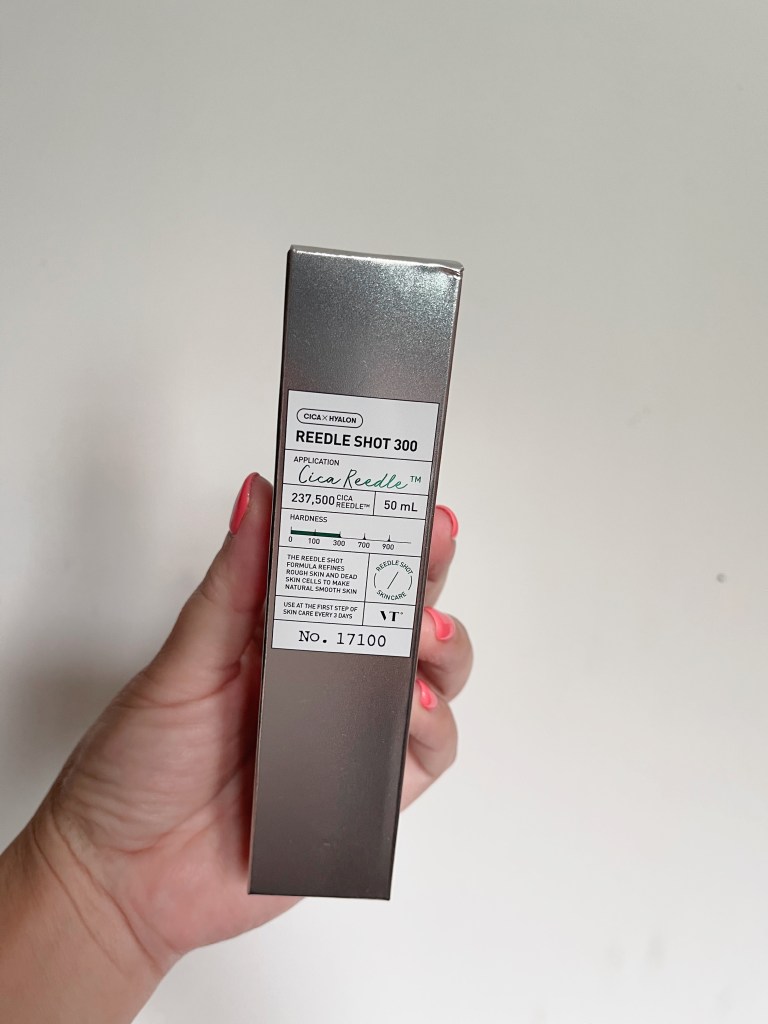 CICA×HYALON
REEDLE SHOT 300
APPLICATION
Cica Reedle™
237,500 CICA REEDLE™
50 mL
HARDNESS
0 100 300 700 900
THE REEDLE SHOT
FORMULA REFINES
ROUGH SKIN AND DEAD
SKIN CELLS TO MAKE
NATURAL SMOOTH SKIN
REEDLE SHOT
SKINCARE
USE AT THE FIRST STEP OF
SKIN CARE EVERY 3 DAYS
VT
No. 17100